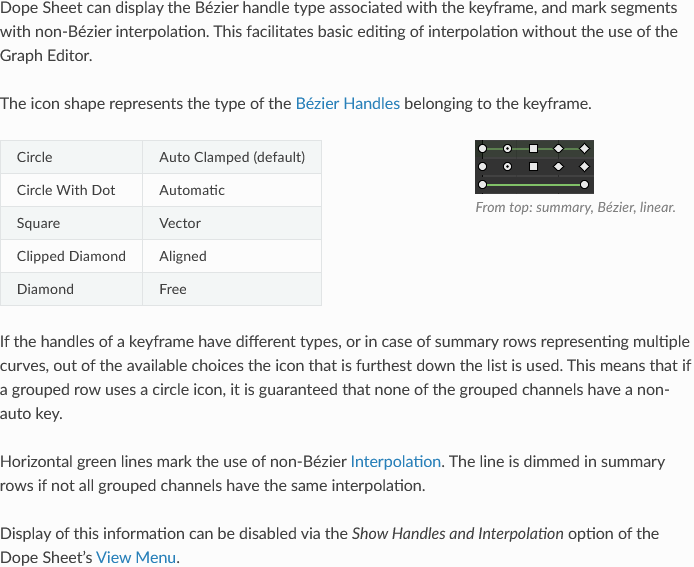 Dope Sheet can display the Bézier handle type associated with the keyframe, and mark segments
with non-Bézier interpolation. This facilitates basic editing of interpolation without the use of the
Graph Editor.
The icon shape represents the type of the Bézier Handles belonging to the keyframe.
Circle Auto Clamped (default)
Circle With Dot Automatic
Square Vector
Clipped Diamond Aligned
Diamond Free
From top: summary, Bézier, linear.
If the handles of a keyframe have different types, or in case of summary rows representing multiple
curves, out of the available choices the icon that is furthest down the list is used. This means that if
a grouped row uses a circle icon, it is guaranteed that none of the grouped channels have a non-
auto key.
Horizontal green lines mark the use of non-Bézier Interpolation. The line is dimmed in summary
rows if not all grouped channels have the same interpolation.
Display of this information can be disabled via the Show Handles and Interpolation option of the
Dope Sheet’s View Menu.